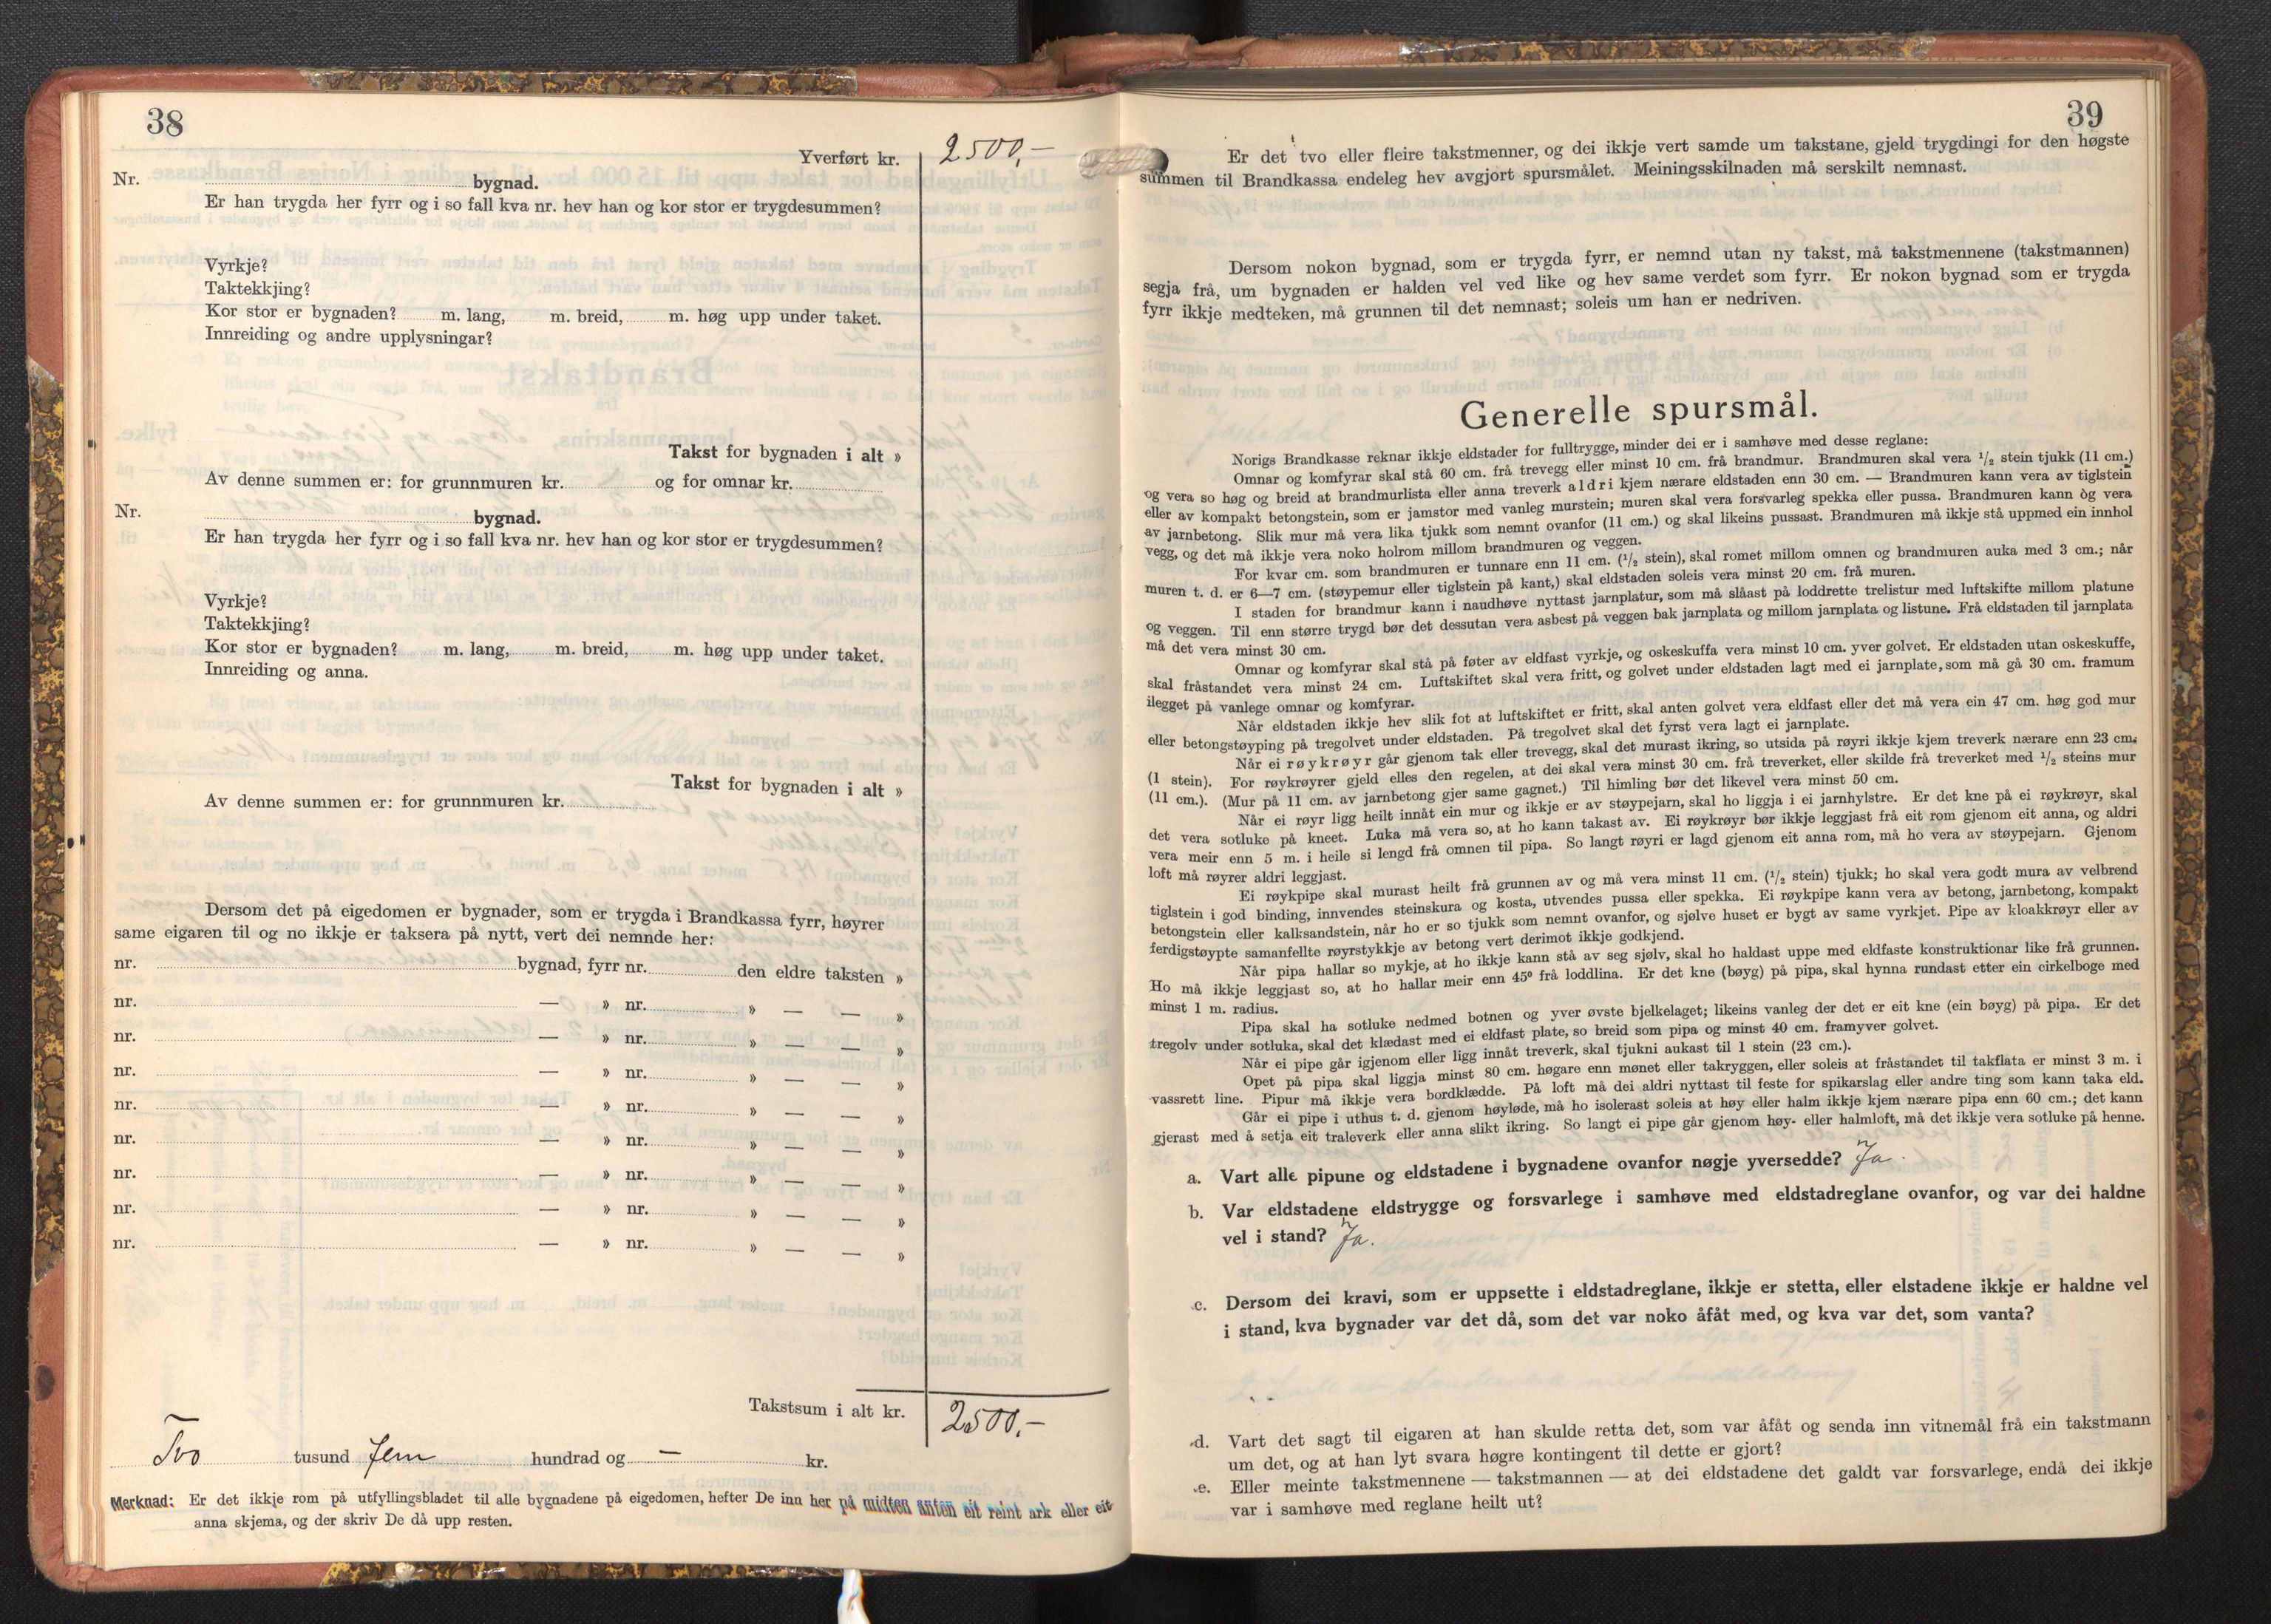 38
Yverført kr. 2500,-
Nr. bygnad.
Er han trygda her fyrr og i so fall kva nr. hev han og kor stor er trygdesummen?
Vyrkje?
Taktekkjing?
Kor stor er bygnaden? m. lang, m. breid, m. høg upp under taket.
Innreiding og andre upplysningar?
Takst for bygnaden i alt »
Av denne summen er: for grunnmuren kr. og for omnar kr.
Nr. bygnad.
Er han trygda her fyrr og i so fall kva nr. hev han og kor stor er trygdesummen?
Vyrkje?
Taktekkjing?
Kor stor er bygnaden? m. lang, m. breid, m. høg upp under taket.
Innreiding og anna.
Takst for bygnaden i alt »
Av denne summen er: for grunnmuren kr.
Dersom det på eigedomen er bygnader, som er trygda i Brandkassa fyrr, høyrer
same eigaren til og no ikkje er taksera på nytt, vert dei nemnde her:
nr. bygnad, fyrr nr. den eldre taksten »
nr. — » nr. » — — »
nr. — » nr. » — — »
nr. — » nr. » — — »
nr. — » nr. » — — »
nr. — » nr. » — — »
nr. — » nr. » — — »
nr. — » nr. » — — »
nr. — » nr. » — — »
Takstsum i alt kr. 2500,-
Tvo tusund fem hundrad og — kr.
Merknad: Er det ikkje rom på utfyllingsbladet til alle bygnadene på eigedomen, hefter De inn her på midten anten eit reint ark eller eit
anna skjema, og der skriv De då upp resten.
39
Er det tvo eller fleire takstmenner, og dei ikkje vert samde um takstane, gjeld trygdingi for den høgste
summen til Brandkassa endeleg hev avgjort spursmålet. Meiningsskilnaden må serskilt nemnast.
Dersom nokon bygnad, som er trygda fyrr, er nemnd utan ny takst, må takstmennene (takstmannen)
segja frå, um bygnaden er halden vel ved like og hev same verdet som fyrr. Er nokon bygnad som er trygda
fyrr ikkje medteken, må grunnen til det nemnast; soleis um han er nedriven.
Generelle spursmål.
Norigs Brandkasse reknar ikkje eldstader for fulltrygge, minder dei er i samhøve med desse reglane:
Omnar og komfyrar skal stå 60 cm. frå trevegg eller minst 10 cm. frå brandmur. Brandmuren skal vera 1/2 stein tjukk (11 cm.)
og vera so høg og breid at brandmurlista eller anna treverk aldri kjem nærare eldstaden enn 30 cm. — Brandmuren kann vera av tiglstein
eller av kompakt betongstein, som er jamstor med vanleg murstein; muren skal vera forsvarleg spekka eller pussa. Brandmuren kann òg vera
av jarnbetong. Slik mur må vera lika tjukk som nemnt ovanfor (11 cm.) og skal likeins pussast. Brandmuren må ikkje stå uppmed ein innhol
vegg, og det må ikkje vera noko holrom millom brandmuren og veggen.
For kvar cm. som brandmuren er tunnare enn 11 cm. (1/2 stein), skal romet millom omnen og brandmuren auka med 3 cm.; når
muren t. d. er 6—7 cm. (støypemur eller tiglstein på kant,) skal eldstaden soleis vera minst 20 cm. frå muren.
I staden for brandmur kann i naudhøve nyttast jarnplatur, som må slåast på loddrette trelistur med luftskifte millom platune
og veggen. Til enn større trygd bør det dessutan vera asbest på veggen bak jarnplata og millom jarnplata og listune. Frå eldstaden til jarnplata
må det vera minst 30 cm.
Omnar og komfyrar skal stå på føter av eldfast vyrkje, og oskeskuffa vera minst 10 cm. yver golvet. Er eldstaden utan oskeskuffe,
skal fråstandet vera minst 24 cm. Luftskiftet skal vera fritt, og golvet under eldstaden lagt med ei jarnplate, som må gå 30 cm. framum
ilegget på vanlege omnar og komfyrar.
Når eldstaden ikkje hev slik fot at luftskiftet er fritt, skal anten golvet vera eldfast eller det må vera ein 47 cm. høg god mur
eller betongstøyping på tregolvet under eldstaden. På tregolvet skal det fyrst vera lagt ei jarnplate.
Når ei røykrøyr går gjenom tak eller trevegg, skal det murast ikring, so utsida på røyri ikkje kjem treverk nærare enn 23 cm.
(1 stein). For røykrøyrer gjeld elles den regelen, at dei skal vera minst 30 cm. frå treverket, eller skilde frå treverket med 1/2 steins mur
(11 cm.). (Mur på 11 cm. av jarnbetong gjer same gagnet.) Til himling bør det likevel vera minst 50 cm.
Når ei røyr ligg heilt innåt ein mur og ikkje er av støypejarn, skal ho liggja i ei jarnhylstre. Er det kne på ei røykrøyr, skal
det vera sotluke på kneet. Luka må vera so, at ho kann takast av. Ei røykrøyr bør ikkje leggjast frå eit rom gjenom eit anna, og aldri
vera meir enn 5 m. i heile si lengd frå omnen til pipa. So langt røyri er lagd gjenom eit anna rom, må ho vera av støypejarn. Gjenom
loft må røyrer aldri leggjast.
Ei røykpipe skal murast heilt frå grunnen av og må vera minst 11 cm. (1/2 stein) tjukk; ho skal vera godt mura av velbrend
tiglstein i god binding, innvendes steinskura og kosta, utvendes pussa eller spekka. Ei røykpipe kann vera av betong, jarnbetong, kompakt
betongstein eller kalksandstein, når ho er so tjukk som nemnt ovanfor, og sjølve huset er bygt av same vyrkjet. Pipe av kloakkrøyr eller av
ferdigstøypte samanfellte røyrstykkje av betong vert derimot ikkje godkjend.
Når pipa hallar so mykje, at ho ikkje kann stå av seg sjølv, skal ho haldast uppe med eldfaste konstruktionar like frå grunnen.
Ho må ikkje leggjast so, at ho hallar meir enn 45° frå loddlina. Er det kne (bøyg) på pipa, skal hynna rundast etter ein cirkelboge med
minst 1 m. radius.
Pipa skal ha sotluke nedmed botnen og yver øvste bjelkelaget; likeins vanleg der det er eit kne (ein bøyg) på pipa. Er det
tregolv under sotluka, skal det klædast med ei eldfast plate, so breid som pipa og minst 40 cm. framyver golvet.
Når ei pipe går igjenom eller ligg innåt treverk, skal tjukni aukast til 1 stein (23 cm.).
Opet på pipa skal liggja minst 80 cm. høgare enn mønet eller takryggen, eller soleis at fråstandet til takflata er minst 3 m. i
vassrett line. Pipur må ikkje vera bordklædde. På loft må dei aldri nyttast til feste for spikarslag eller andre ting som kann taka eld.
Går ei pipe i uthus t. d. gjenom høyløde, må ho isolerast soleis at høy eller halm ikkje kjem nærare pipa enn 60 cm.; det kann
gjerast med å setja eit traleverk eller anna slikt ikring. So langt ei pipe går gjenom høy- eller halmloft, må det ikkje vera sotluke på henne.
a. Vart alle pipune og eldstadene i bygnadene ovanfor nøgje yversedde? Ja.
b. Var eldstadene eldstrygge og forsvarlege i samhøve med eldstadreglane ovanfor, og var dei haldne
vel i stand? Ja.
c. Dersom dei kravi, som er uppsette i eldstadreglane, ikkje er stetta, eller elstadene ikkje er haldne vel
i stand, kva bygnader var det då, som det var noko åfåt med, og kva var det, som vanta?
d. Vart det sagt til eigaren at han skulde retta det, som var åfåt og senda inn vitnemål frå ein takstmann
um det, og at han lyt svara høgre kontingent til dette er gjort?
e. Eller meinte takstmennene — takstmannen — at dei eldstadene det galdt var forsvarlege, endå dei ikkje
var i samhøve med reglane heilt ut?